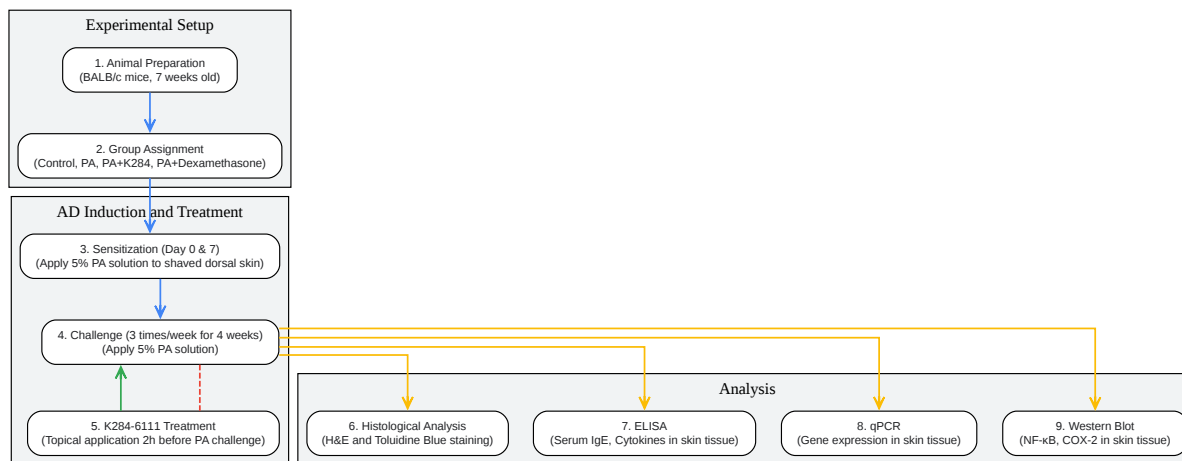 Experimental Setup
1. Animal Preparation
(BALB/c mice, 7 weeks old)
2. Group Assignment
(Control, PA, PA+K284, PA+Dexamethasone)
AD Induction and Treatment
3. Sensitization (Day 0 & 7)
(Apply 5% PA solution to shaved dorsal skin)
4. Challenge (3 times/week for 4 weeks)
(Apply 5% PA solution)
5. K284-6111 Treatment
(Topical application 2h before PA challenge)
Analysis
6. Histological Analysis
(H&E and Toluidine Blue staining)
7. ELISA
(Serum IgE, Cytokines in skin tissue)
8. qPCR
(Gene expression in skin tissue)
9. Western Blot
(NF-κB, COX-2 in skin tissue)